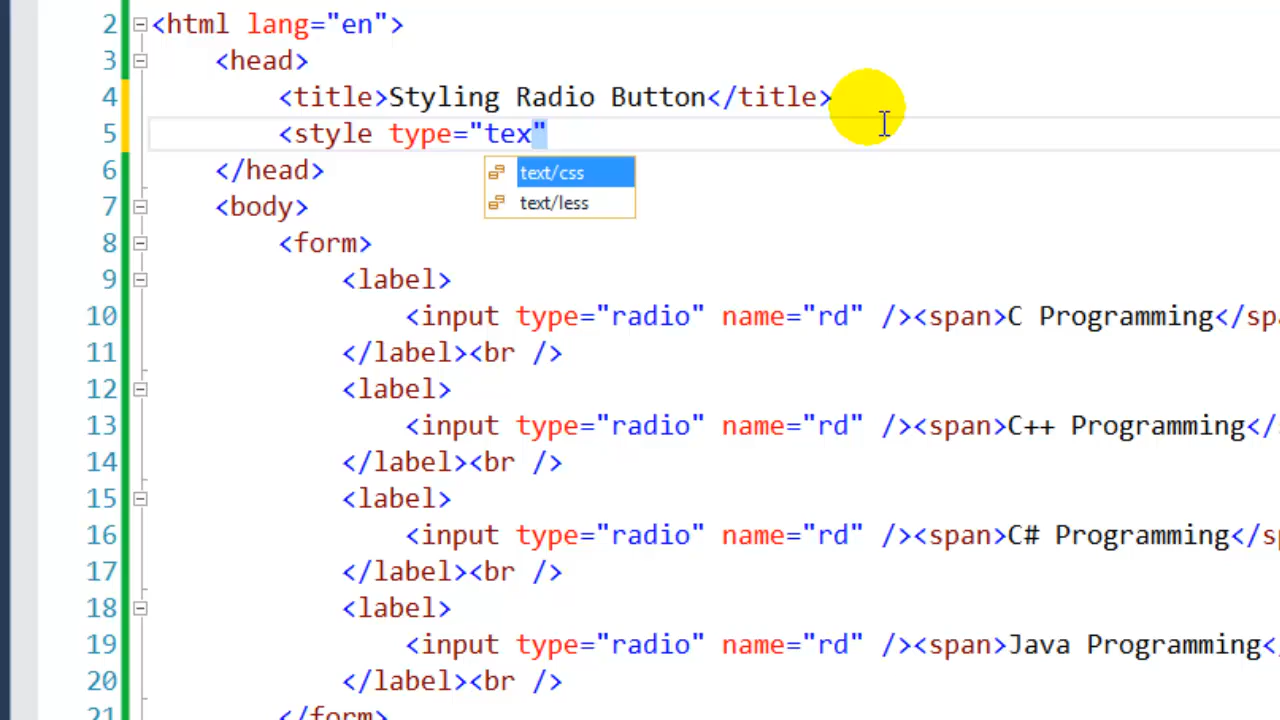 2 <html lang="en">
3 <head>
4 <title>Styling Radio Button</title>
5 <style type="tex"
text/css
6 </head>
text/less
7 <body>
8 <form>
9 <label>
10 <input type="radio" name="rd" /><span>C Programming</sp
11 </label><br />
12 <label>
13 <input type="radio" name="rd" /><span>C++ Programming</
14 </label><br />
15 <label>
16 <input type="radio" name="rd" /><span>C# Programming</s
17 </label><br />
18 <label>
19 <input type="radio" name="rd" /><span>Java Programming<
20 </label><br />
21 </form>